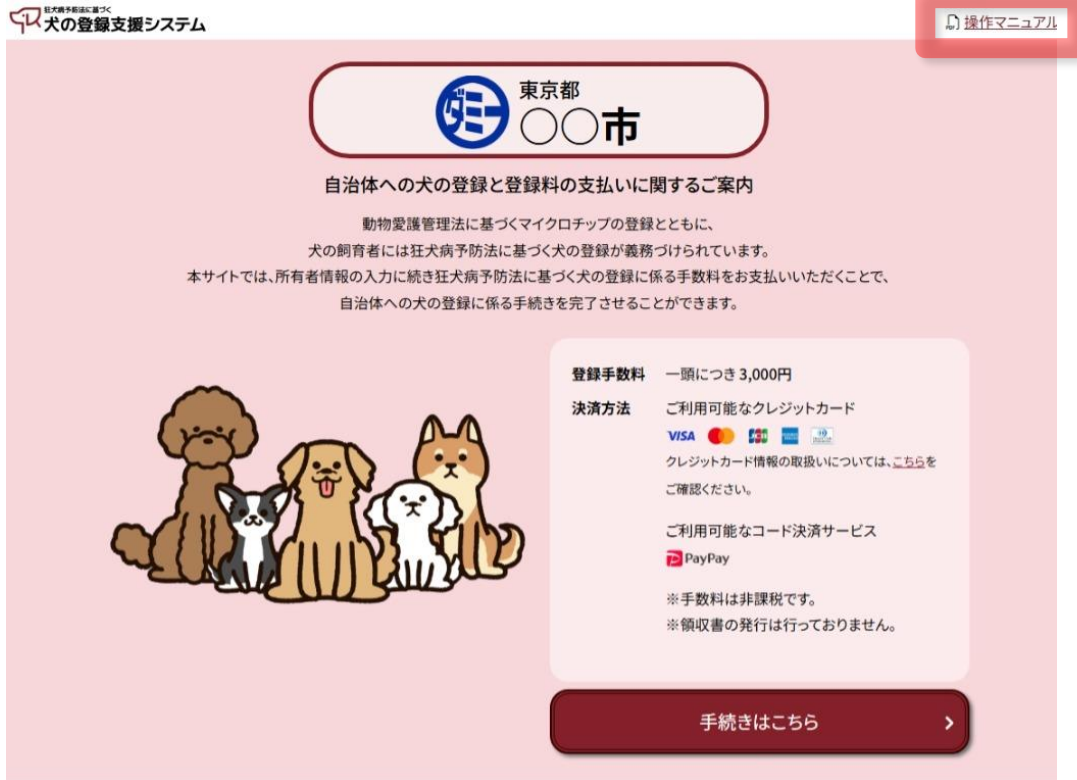 狂犬病予防法に基づく
犬の登録支援システム
操作マニュアル
ダミー
東京都
○○市
自治体への犬の登録と登録料の支払いに関するご案内
動物愛護管理法に基づくマイクロチップの登録とともに、
犬の飼育者には狂犬病予防法に基づく犬の登録が義務づけられています。
本サイトでは、所有者情報の入力に続き狂犬病予防法に基づく犬の登録に係る手数料をお支払いいただくことで、
自治体への犬の登録に係る手続きを完了させることができます。
登録手数料 一頭につき3,000円
決済方法 ご利用可能なクレジットカード
VISA JCB
クレジットカード情報の取扱いについては、こちらを
ご確認ください。
ご利用可能なコード決済サービス
PayPay
※手数料は非課税です。
※領収書の発行は行っておりません。
手続きはこちら